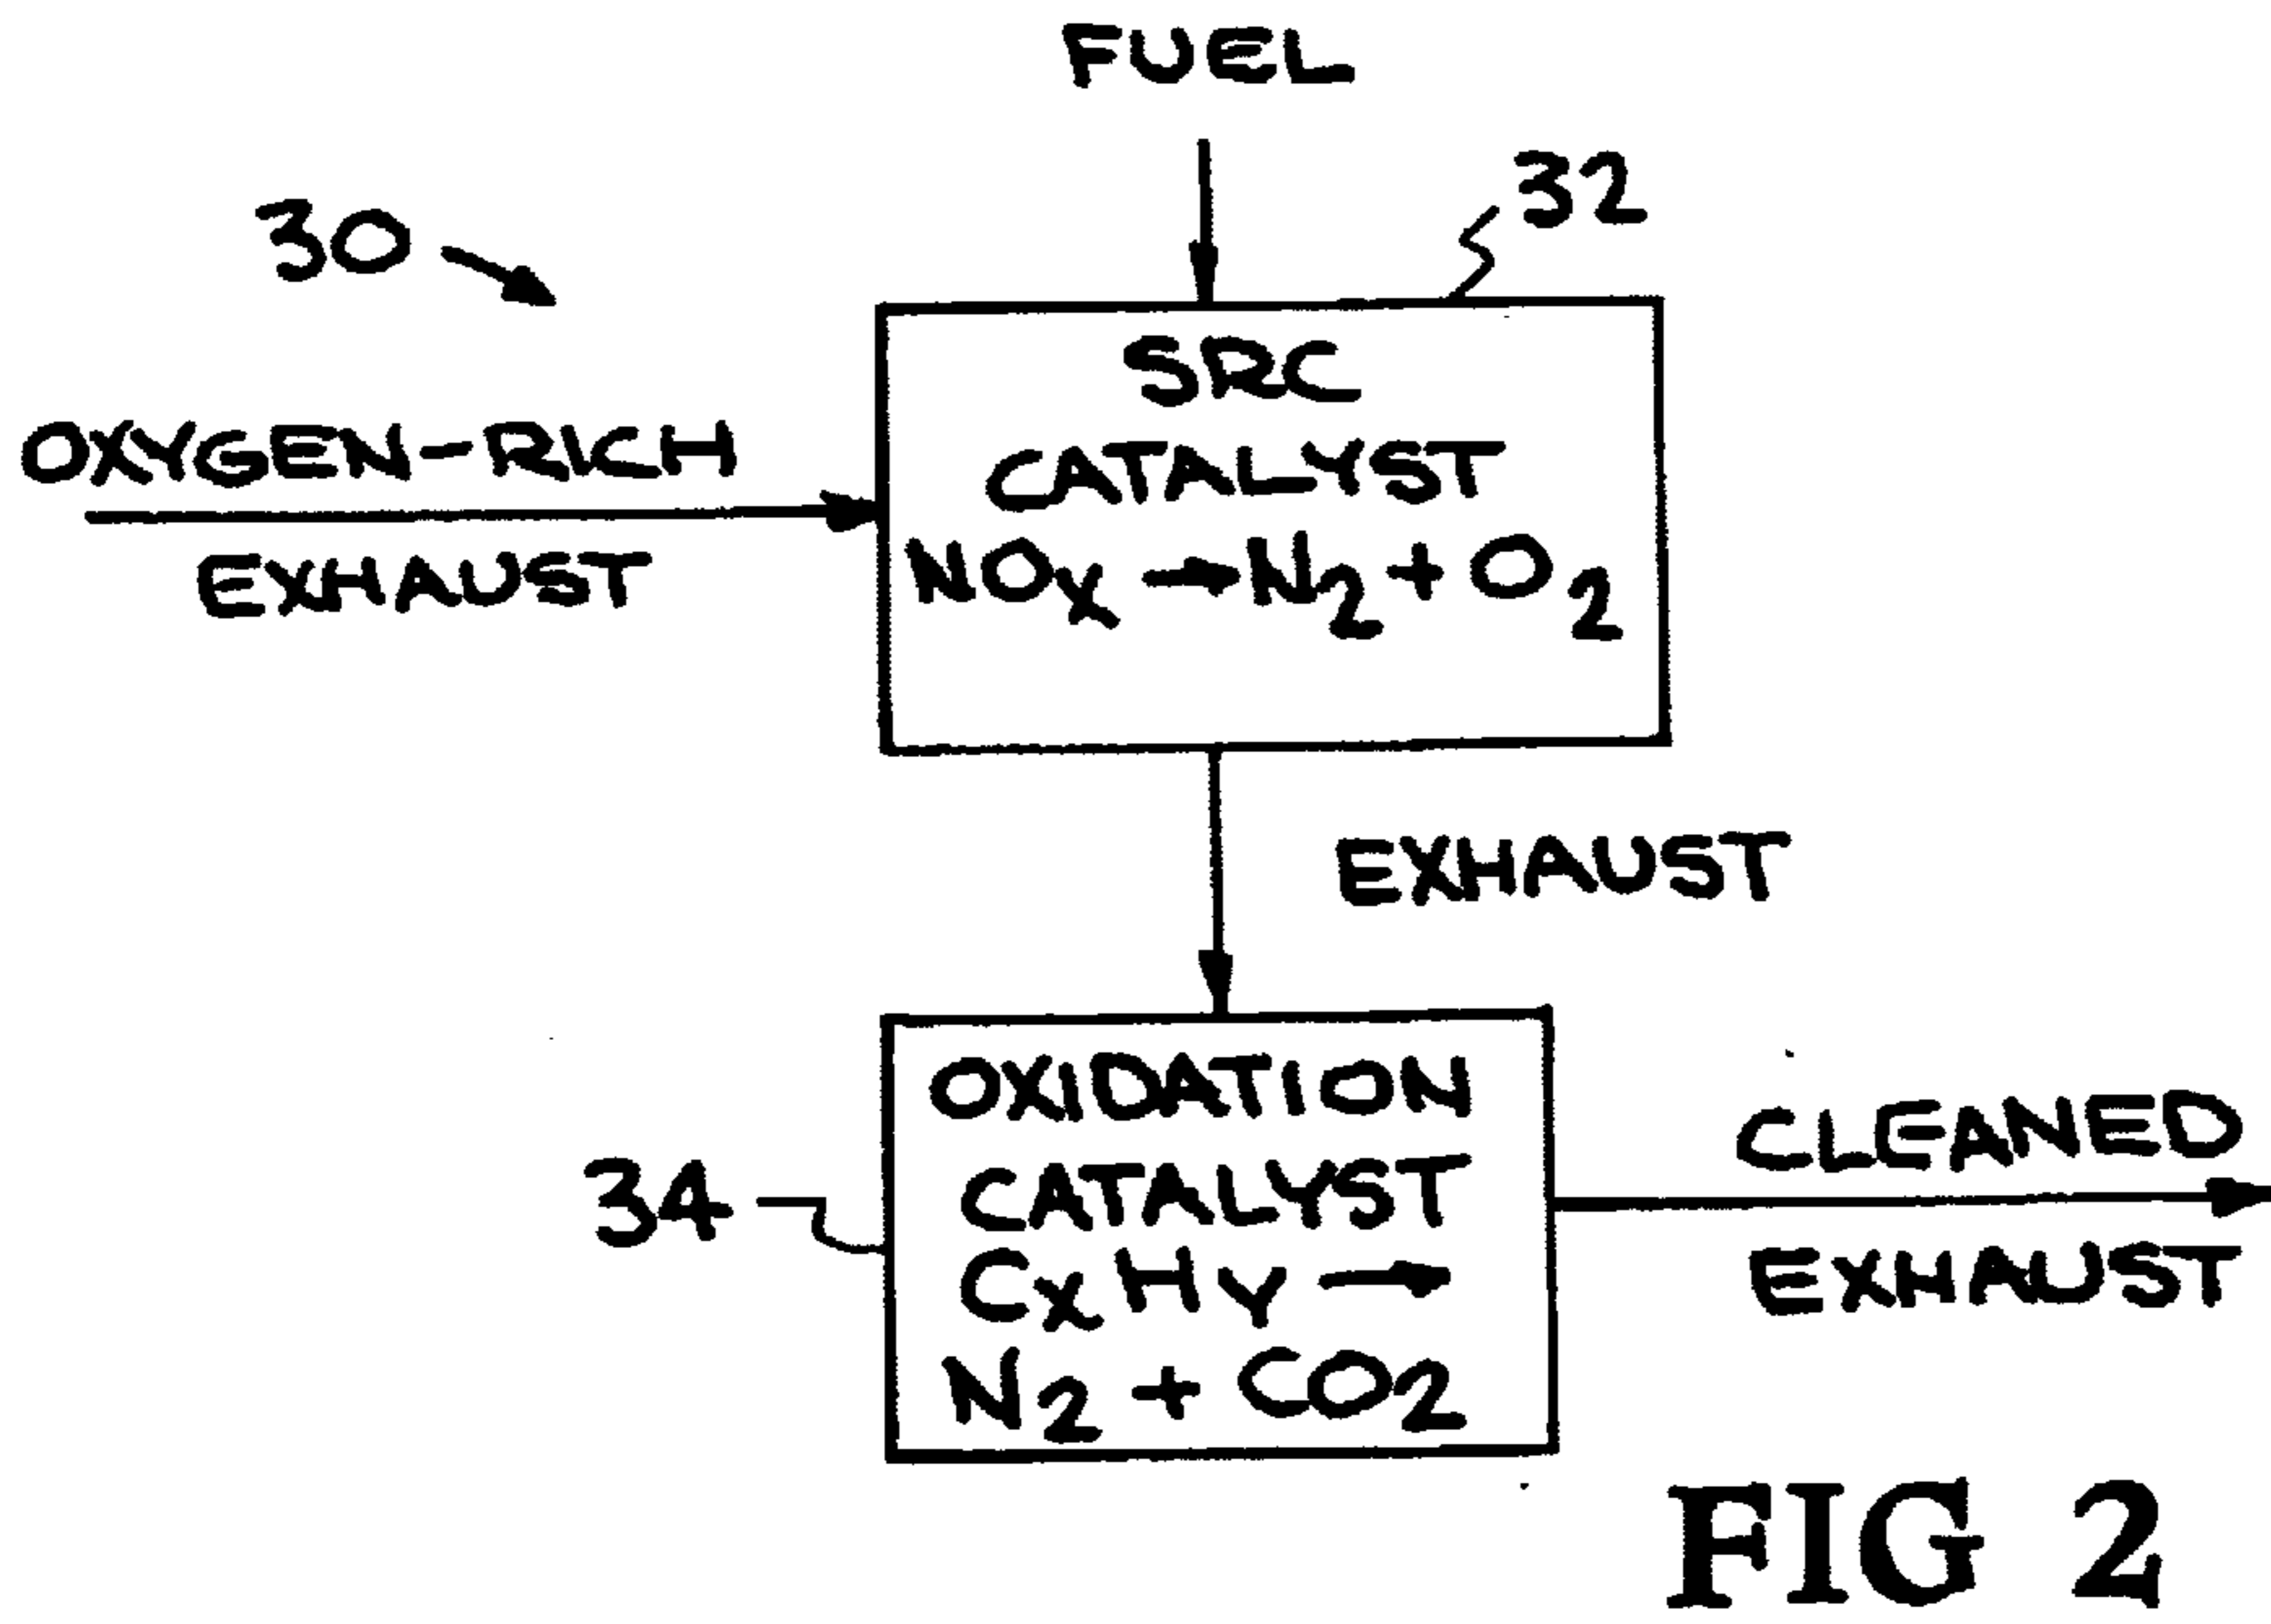 FUEL
32
30
SRC
CATALYST
NOx → N2 + O2
OXYGEN-RICH
EXHAUST
EXHAUST
OXIDATION
CATALYST
CxHy →
N2 + CO2
34
CLEANED
EXHAUST
FIG 2